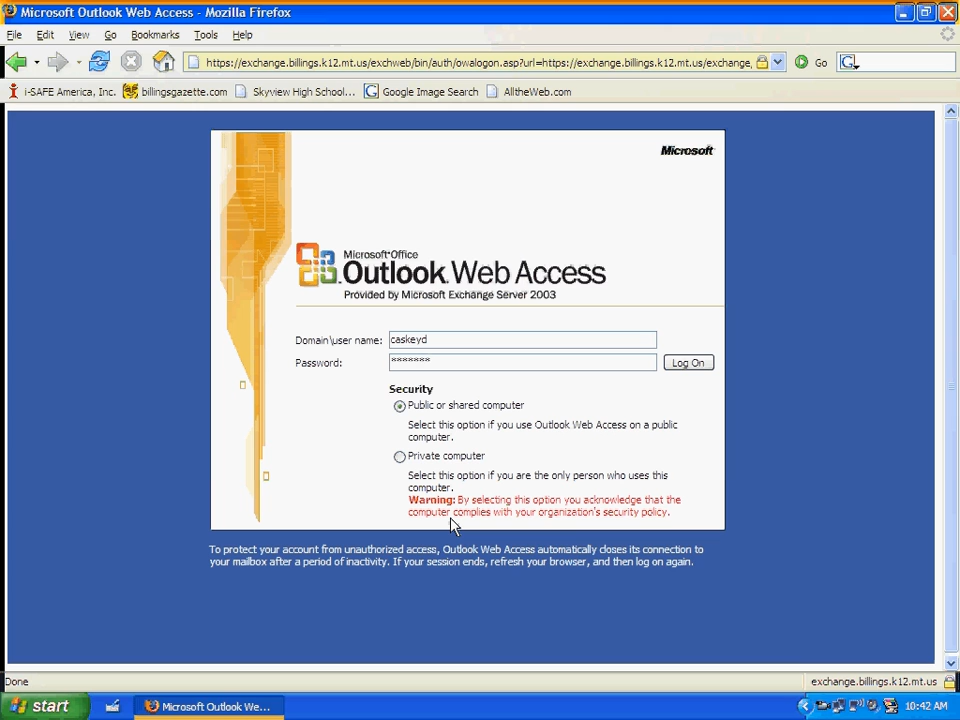 Microsoft Outlook Web Access - Mozilla Firefox
File Edit View Go Bookmarks Tools Help
https://exchange.billings.k12.mt.us/exchweb/bin/auth/owalogon.asp?url=https://exchange.billings.k12.mt.us/exchange, Go G
i-SAFE America, Inc. billingsgazette.com Skyview High School... Google Image Search AlltheWeb.com
Microsoft
Microsoft Office
Outlook Web Access
Provided by Microsoft Exchange Server 2003
Domain\user name: caskeyd
Password: ******* Log On
Security
Public or shared computer
Select this option if you use Outlook Web Access on a public
computer.
Private computer
Select this option if you are the only person who uses this
computer.
Warning: By selecting this option you acknowledge that the
computer complies with your organization's security policy.
To protect your account from unauthorized access, Outlook Web Access automatically closes its connection to
your mailbox after a period of inactivity. If your session ends, refresh your browser, and then log on again.
Done exchange.billings.k12.mt.us
start Microsoft Outlook We... 10:42 AM